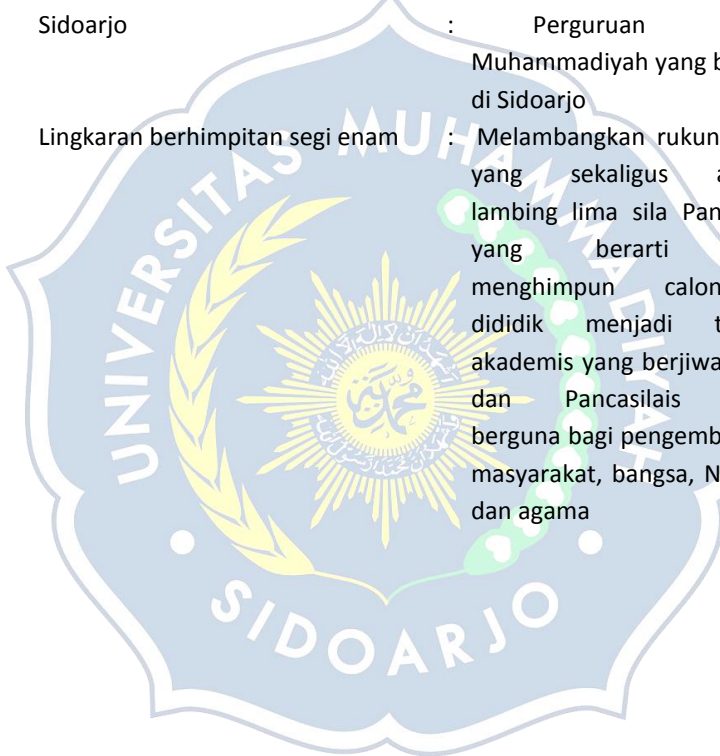 Sidoarjo : Perguruan
Muhammadiyah yang b
di Sidoarjo
Lingkaran berhimpitan segi enam : Melambangkan rukun
yang sekaligus a
lambing lima sila Pan
yang berarti
menghimpun calon
dididik menjadi t
akademis yang berjiwa
dan Pancasilais
berguna bagi pengemb
masyarakat, bangsa, N
dan agama
UNIVERSITAS MUHAMMADIYAH
SIDOARJO
محمدية